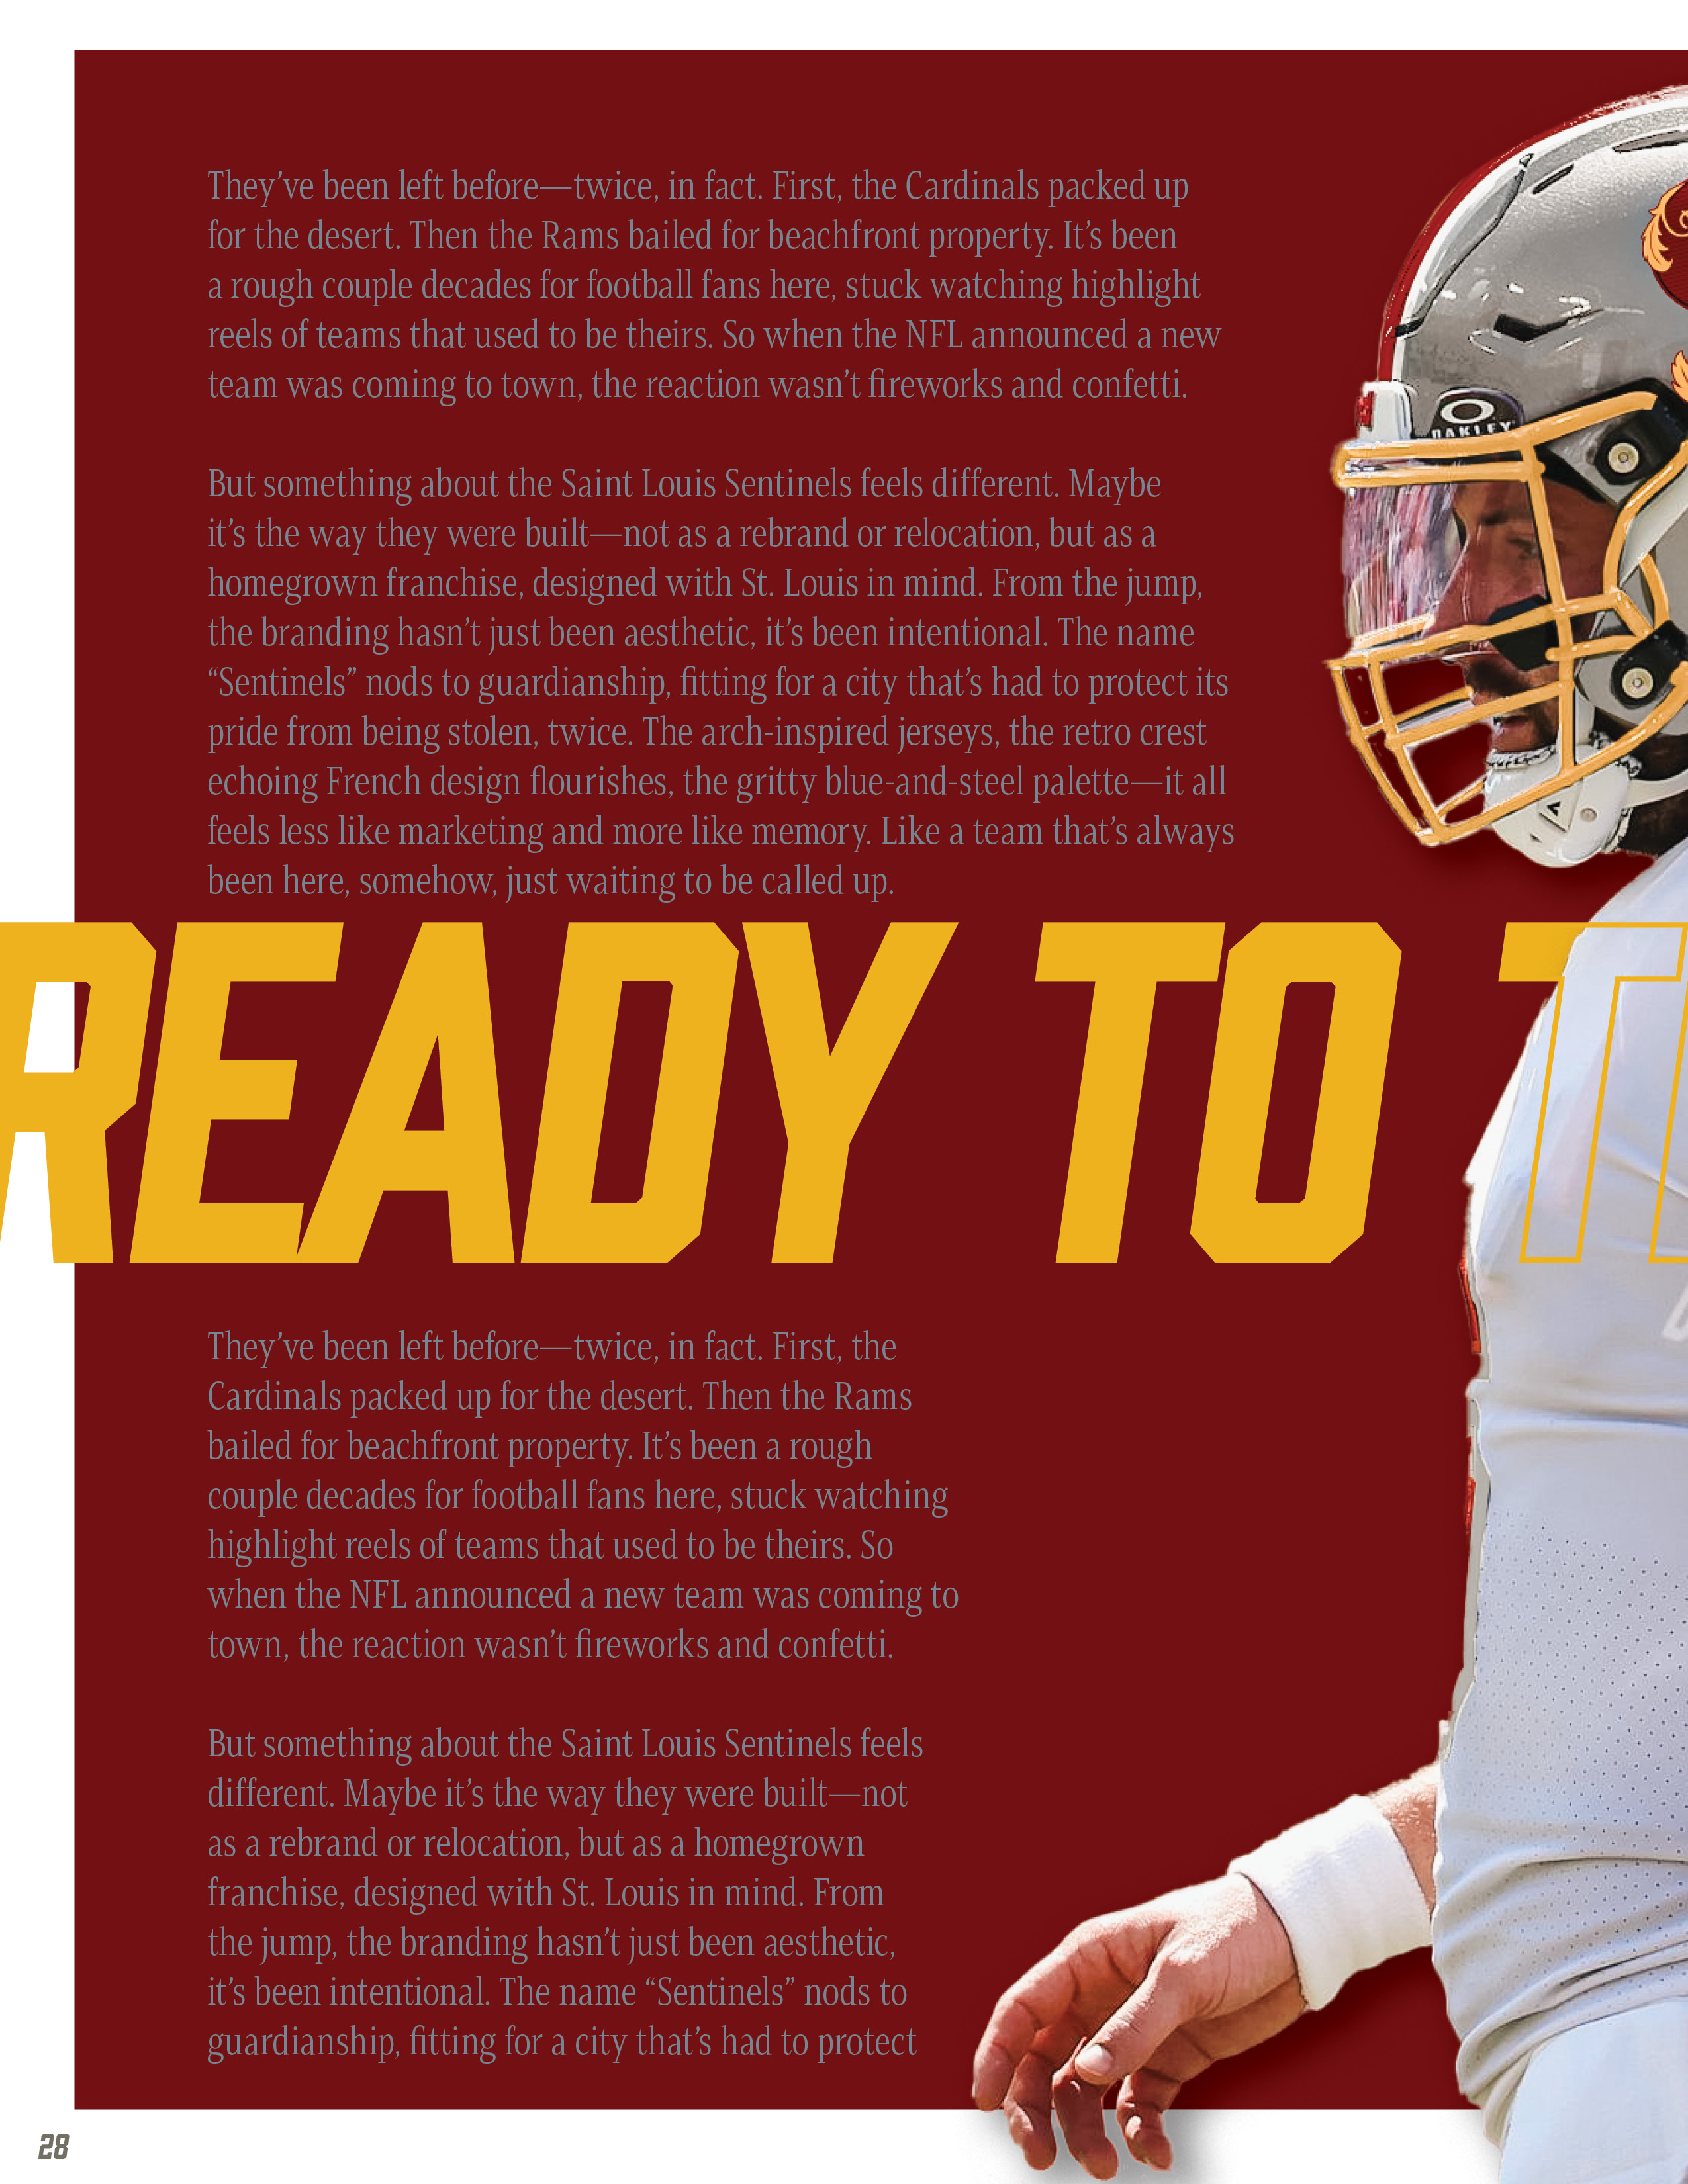 They’ve been left before—twice, in fact. First, the Cardinals packed up
for the desert. Then the Rams bailed for beachfront property. It’s been
a rough couple decades for football fans here, stuck watching highlight
reels of teams that used to be theirs. So when the NFL announced a new
team was coming to town, the reaction wasn’t fireworks and confetti.
But something about the Saint Louis Sentinels feels different. Maybe
it’s the way they were built—not as a rebrand or relocation, but as a
homegrown franchise, designed with St. Louis in mind. From the jump,
the branding hasn’t just been aesthetic, it’s been intentional. The name
“Sentinels” nods to guardianship, fitting for a city that’s had to protect its
pride from being stolen, twice. The arch-inspired jerseys, the retro crest
echoing French design flourishes, the gritty blue-and-steel palette—it all
feels less like marketing and more like memory. Like a team that’s always
been here, somehow, just waiting to be called up.
OAKLEY
READY TO T
They’ve been left before—twice, in fact. First, the
Cardinals packed up for the desert. Then the Rams
bailed for beachfront property. It’s been a rough
couple decades for football fans here, stuck watching
highlight reels of teams that used to be theirs. So
when the NFL announced a new team was coming to
town, the reaction wasn’t fireworks and confetti.
But something about the Saint Louis Sentinels feels
different. Maybe it’s the way they were built—not
as a rebrand or relocation, but as a homegrown
franchise, designed with St. Louis in mind. From
the jump, the branding hasn’t just been aesthetic,
it’s been intentional. The name “Sentinels” nods to
guardianship, fitting for a city that’s had to protect
28